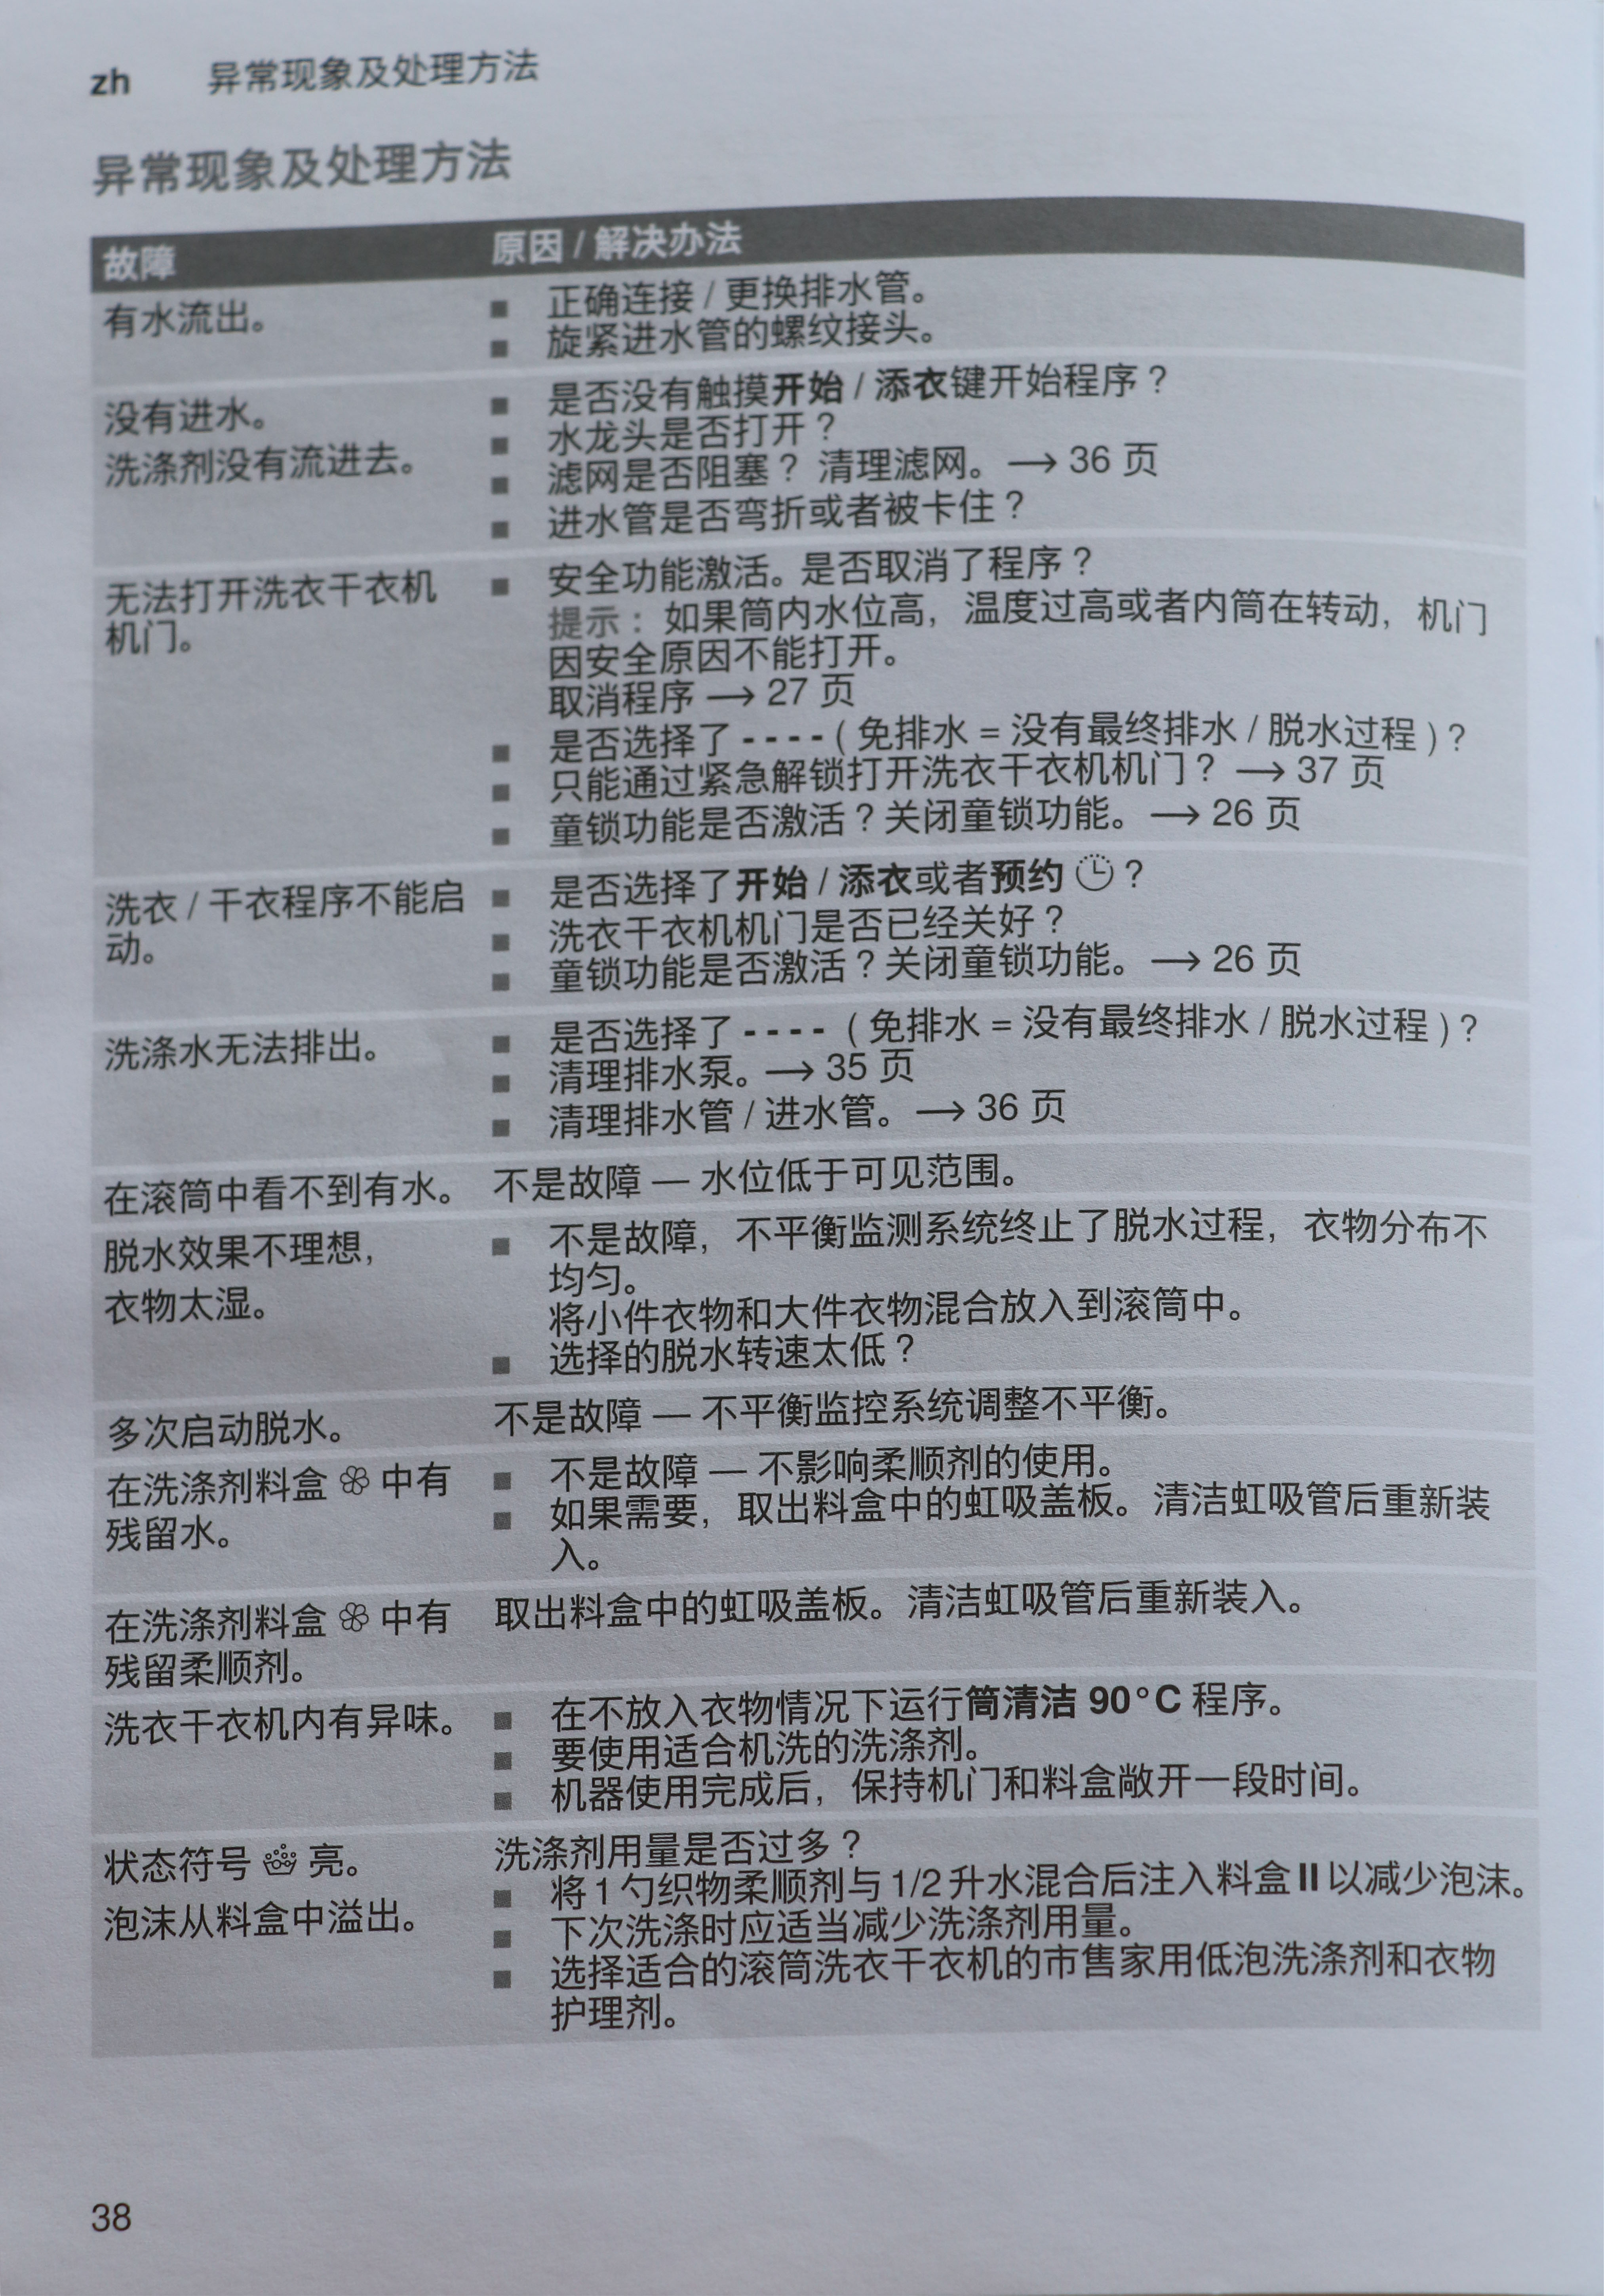 zh 异常现象及处理方法
异常现象及处理方法
故障 原因 / 解决办法
有水流出。
■ 正确连接 / 更换排水管。
■ 旋紧进水管的螺纹接头。
没有进水。
洗涤剂没有流进去。
■ 是否没有触摸开始 / 添衣键开始程序？
■ 水龙头是否打开？
■ 滤网是否阻塞？ 清理滤网。 → 36 页
■ 进水管是否弯折或者被卡住？
无法打开洗衣干衣机
机门。
■ 安全功能激活。是否取消了程序？
提示： 如果筒内水位高， 温度过高或者内筒在转动， 机门
因安全原因不能打开。
取消程序 → 27 页
■ 是否选择了 - - - - ( 免排水 = 没有最终排水 / 脱水过程 )？
■ 只能通过紧急解锁打开洗衣干衣机机门？ → 37 页
■ 童锁功能是否激活？关闭童锁功能。 → 26 页
洗衣 / 干衣程序不能启
动。
■ 是否选择了开始 / 添衣或者预约 ？
■ 洗衣干衣机机门是否已经关好？
■ 童锁功能是否激活？关闭童锁功能。 → 26 页
洗涤水无法排出。
■ 是否选择了 - - - - ( 免排水 = 没有最终排水 / 脱水过程 )？
■ 清理排水泵。 → 35 页
■ 清理排水管 / 进水管。 → 36 页
在滚筒中看不到有水。 不是故障 — 水位低于可见范围。
脱水效果不理想，
衣物太湿。
■ 不是故障， 不平衡监测系统终止了脱水过程， 衣物分布不
均匀。
将小件衣物和大件衣物混合放入到滚筒中。
■ 选择的脱水转速太低？
多次启动脱水。 不是故障 — 不平衡监控系统调整不平衡。
在洗涤剂料盒 中有
残留水。
■ 不是故障 — 不影响柔顺剂的使用。
■ 如果需要， 取出料盒中的虹吸盖板。清洁虹吸管后重新装
入。
在洗涤剂料盒 中有
残留柔顺剂。
取出料盒中的虹吸盖板。清洁虹吸管后重新装入。
洗衣干衣机内有异味。
■ 在不放入衣物情况下运行筒清洁 90°C 程序。
■ 要使用适合机洗的洗涤剂。
■ 机器使用完成后， 保持机门和料盒敞开一段时间。
状态符号 亮。
泡沫从料盒中溢出。
洗涤剂用量是否过多？
■ 将 1 勺织物柔顺剂与 1/2 升水混合后注入料盒 II 以减少泡沫。
■ 下次洗涤时应适当减少洗涤剂用量。
■ 选择适合的滚筒洗衣干衣机的市售家用低泡洗涤剂和衣物
护理剂。
38